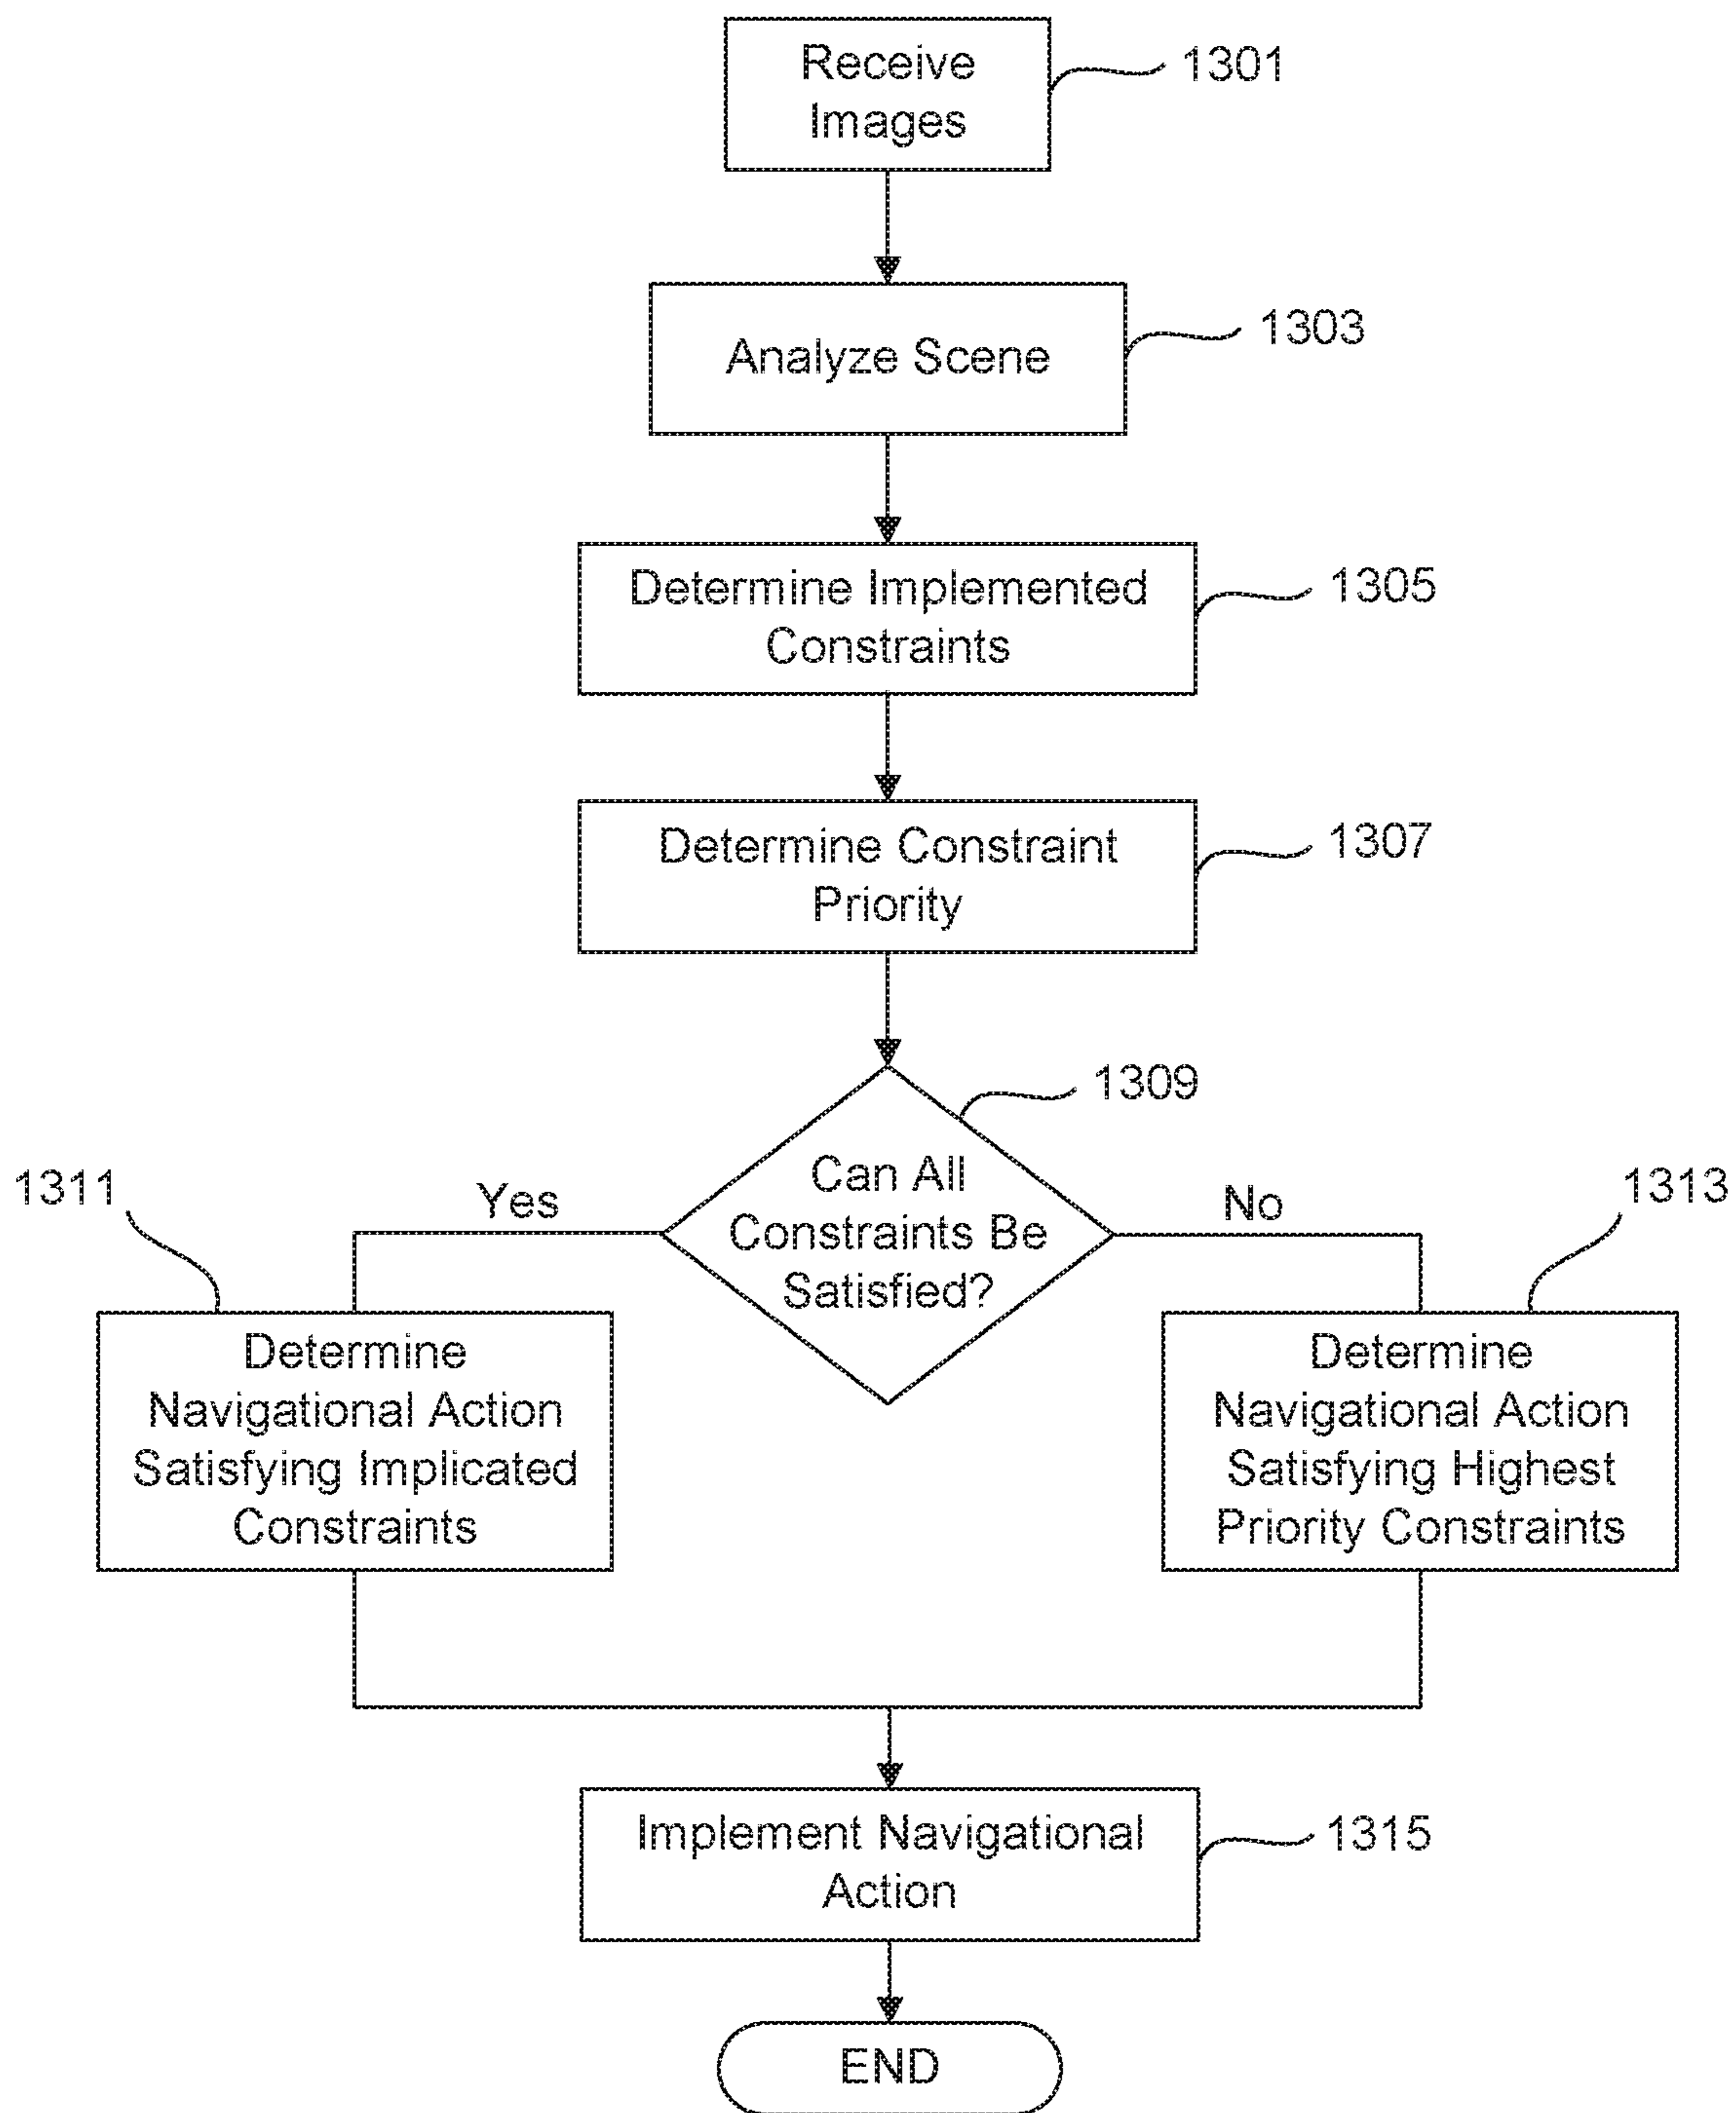 Receive
Images
1301
Analyze Scene
1303
Determine Implemented
Constraints
1305
Determine Constraint
Priority
1307
1309
Can All
Constraints Be
Satisfied?
Yes
No
1311
1313
Determine
Navigational Action
Satisfying Implicated
Constraints
Determine
Navigational Action
Satisfying Highest
Priority Constraints
Implement Navigational
Action
1315
END